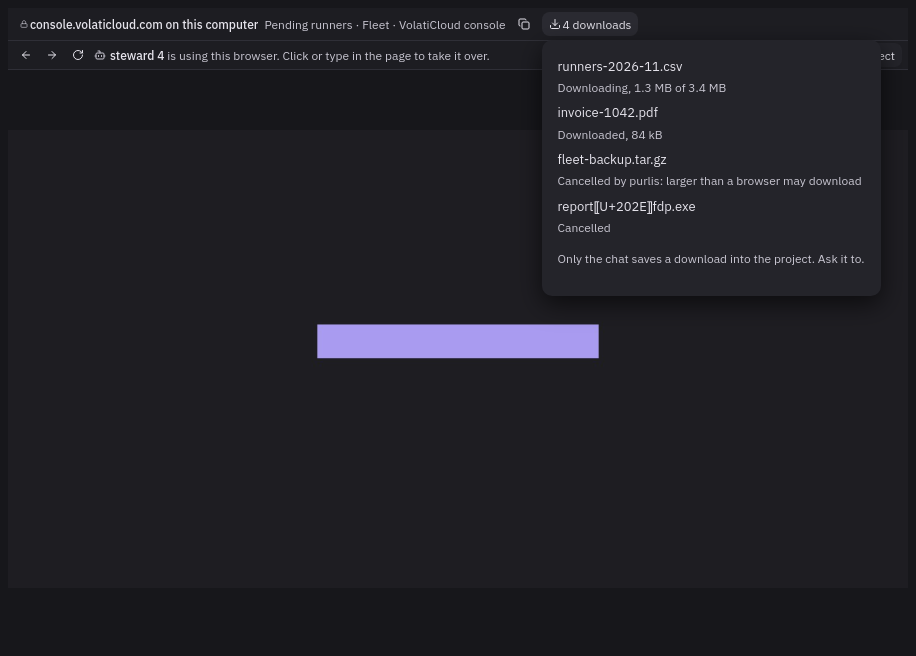 console.volaticloud.com on this computer Pending runners · Fleet · VolatiCloud console 4 downloads
steward 4 is using this browser. Click or type in the page to take it over.
runners-2026-11.csv
Downloading, 1.3 MB of 3.4 MB
invoice-1042.pdf
Downloaded, 84 kB
fleet-backup.tar.gz
Cancelled by purlis: larger than a browser may download
report⟦U+202E⟧fdp.exe
Cancelled
Only the chat saves a download into the project. Ask it to.